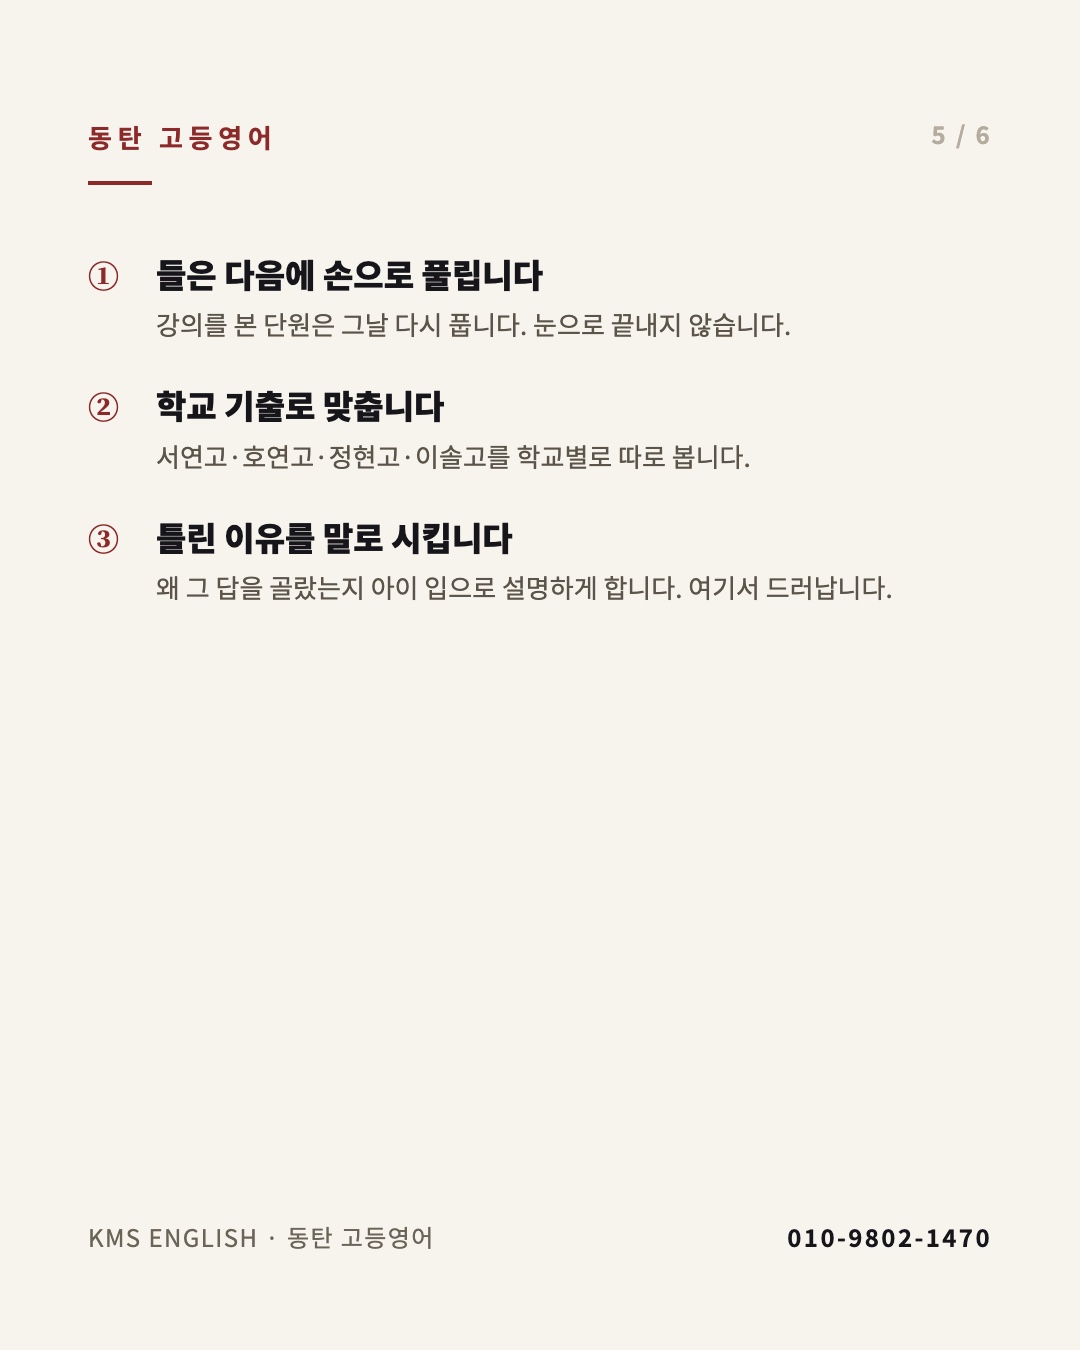 동탄 고등영어
5 / 6
① 들은 다음에 손으로 풀립니다
강의를 본 단원은 그날 다시 풉니다. 눈으로 끝내지 않습니다.
② 학교 기출로 맞춥니다
서연고·호연고·정현고·이솔고를 학교별로 따로 봅니다.
③ 틀린 이유를 말로 시킵니다
왜 그 답을 골랐는지 아이 입으로 설명하게 합니다. 여기서 드러납니다.
KMS ENGLISH · 동탄 고등영어
010-9802-1470